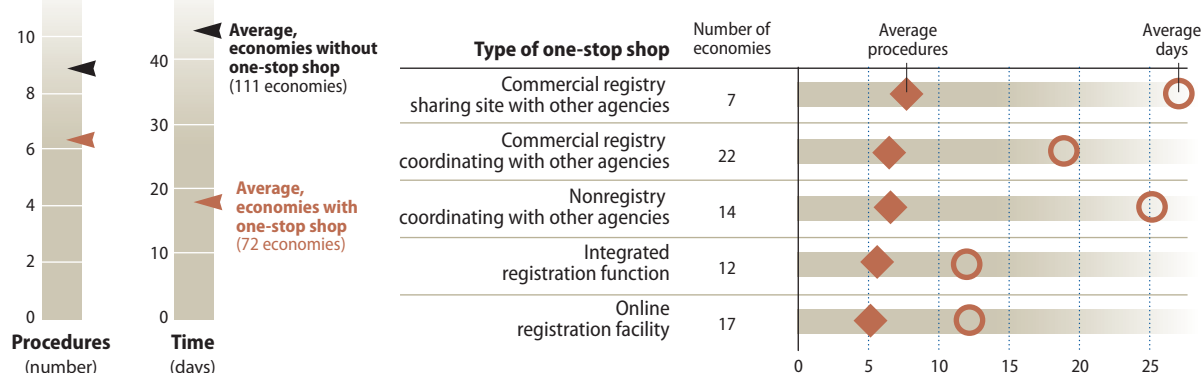 10
8
6
4
2
0
Procedures
(number)
40
30
20
10
0
Time
(days)
Average,
economies without
one-stop shop
(111 economies)
Average,
economies with
one-stop shop
(72 economies)
Type of one-stop shop
Number of
economies
Average
procedures
Average
days
Commercial registry
sharing site with other agencies
7
Commercial registry
coordinating with other agencies
22
Nonregistry
coordinating with other agencies
14
Integrated
registration function
12
Online
registration facility
17
0 5 10 15 20 25